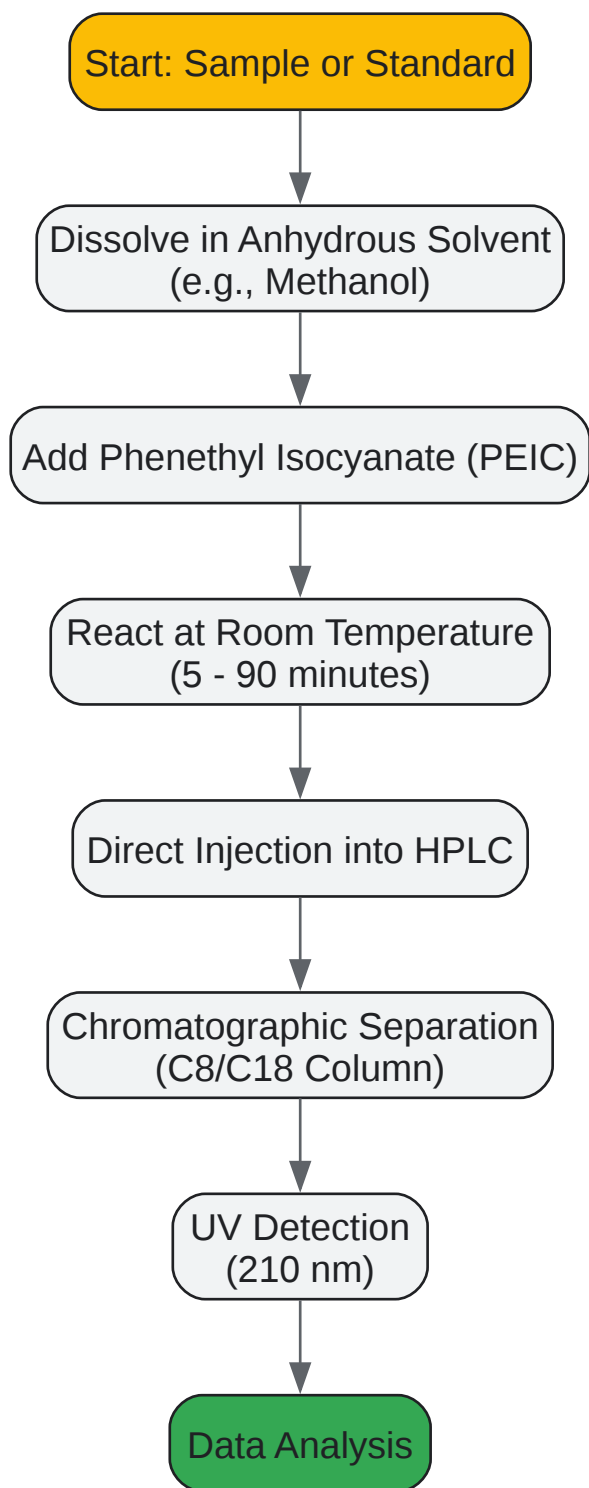 Start: Sample or Standard
Dissolve in Anhydrous Solvent
(e.g., Methanol)
Add Phenethyl Isocyanate (PEIC)
React at Room Temperature
(5 - 90 minutes)
Direct Injection into HPLC
Chromatographic Separation
(C8/C18 Column)
UV Detection
(210 nm)
Data Analysis